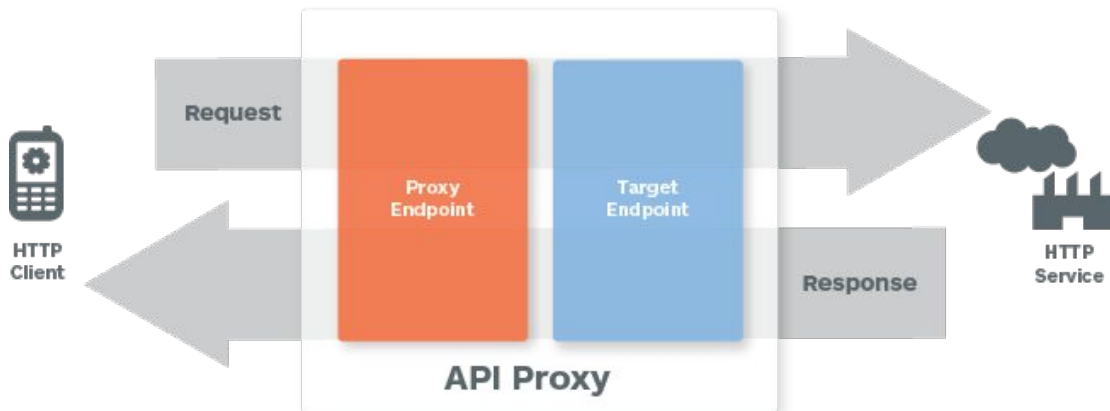 Request
Proxy
Endpoint
Target
Endpoint
HTTP
Client
HTTP
Service
Response
API Proxy